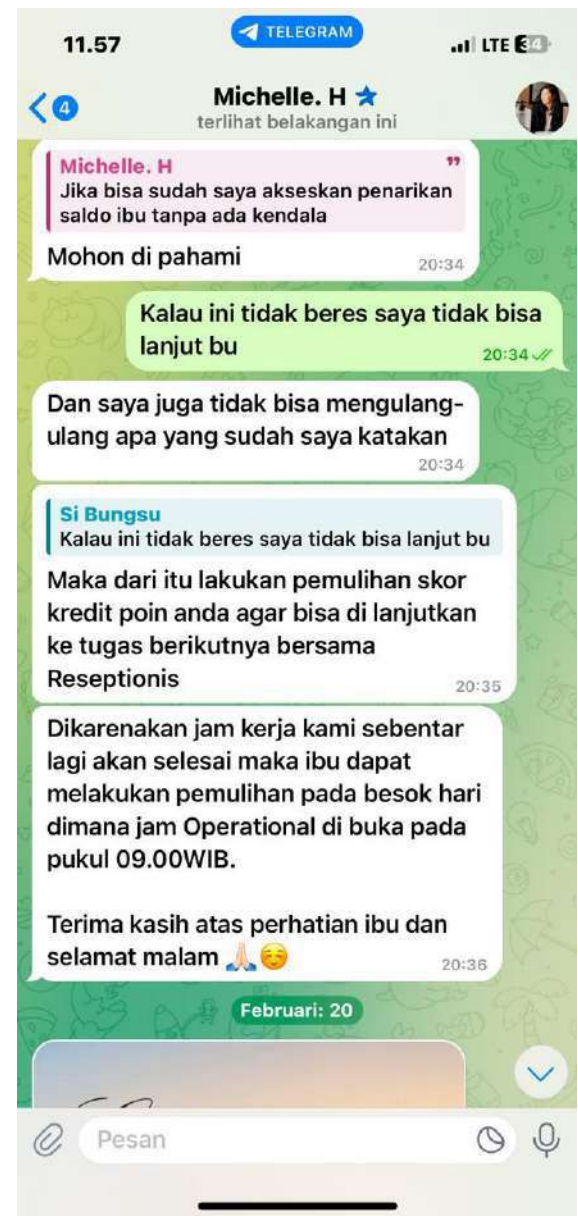 11.57
TELEGRAM
LTE 34
4
Michelle. H
terlihat belakangan ini
Michelle. H
Jika bisa sudah saya akseskan penarikan
saldo ibu tanpa ada kendala
Mohon di pahami
20:34
Kalau ini tidak beres saya tidak bisa
lanjut bu
20:34
Dan saya juga tidak bisa mengulang-
ulang apa yang sudah saya katakan
20:34
Si Bungsu
Kalau ini tidak beres saya tidak bisa lanjut bu
Maka dari itu lakukan pemulihan skor
kredit poin anda agar bisa di lanjutkan
ke tugas berikutnya bersama
Reseptionis
20:35
Dikarenakan jam kerja kami sebentar
lagi akan selesai maka ibu dapat
melakukan pemulihan pada besok hari
dimana jam Operational di buka pada
pukul 09.00WIB.
Terima kasih atas perhatian ibu dan
selamat malam 🙏🏻☺️
20:36
Februari: 20
Pesan